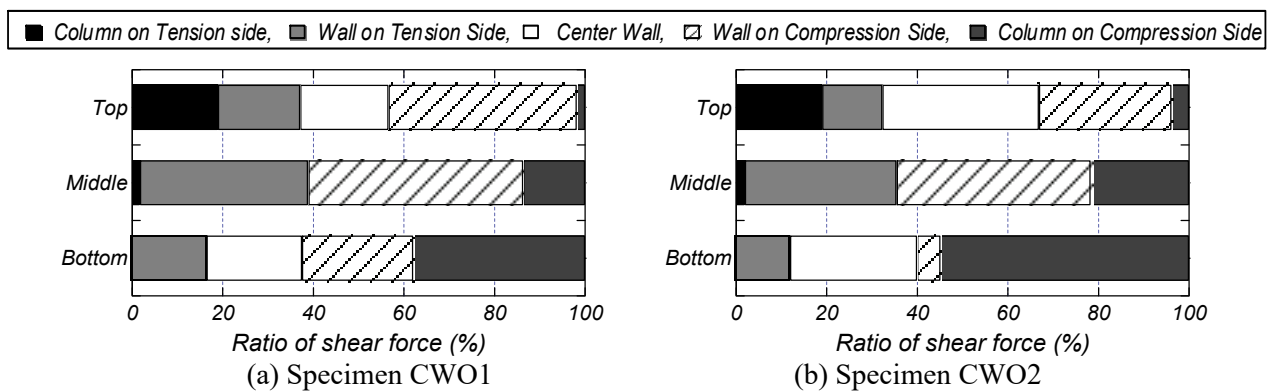 Column on Tension side, Wall on Tension Side, Center Wall, Wall on Compression Side, Column on Compression Side
Top
Middle
Bottom
0 20 40 60 80 100
Ratio of shear force (%)
(a) Specimen CWO1
Top
Middle
Bottom
0 20 40 60 80 100
Ratio of shear force (%)
(b) Specimen CWO2